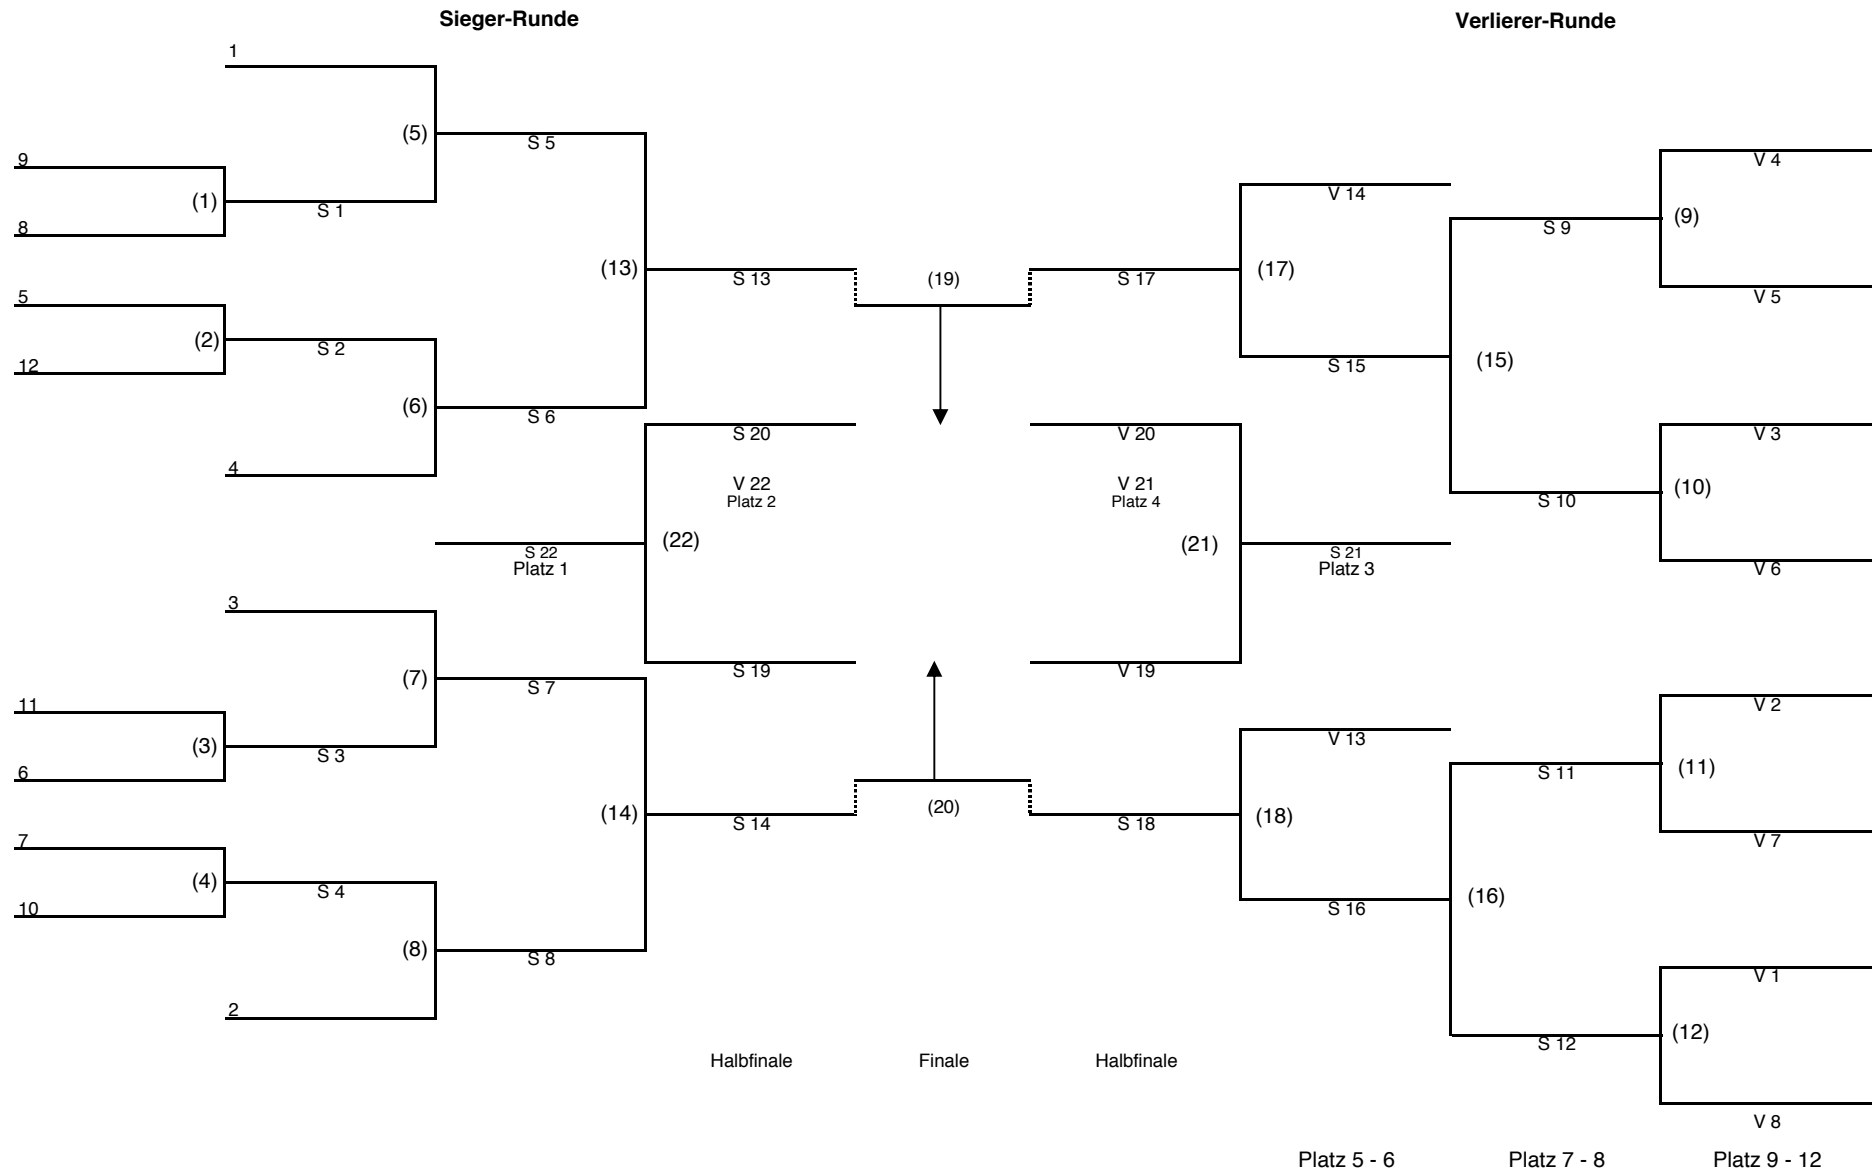 Sieger-Runde Verlierer-Runde
1
(5) S 5
9 V 4
(1) S 1 V 14 S 9 (9)
8
(13) S 13 (19) S 17 (17)
5 V 5
(2) S 2
12 S 15 (15)
(6) S 6
S 20 V 20 V 3
4
V 22 V 21 (10)
Platz 2 Platz 4 S 10
(22) (21)
S 22 S 21
Platz 1 Platz 3 V 6
3
(7) S 7 S 19 V 19
11 V 2
(3) S 3 V 13
6 S 11 (11)
(14) S 14 (20) S 18 (18)
7 V 7
(4) S 4 (16)
10 S 16
(8) S 8
V 1
2
(12)
S 12
Halbfinale Finale Halbfinale
V 8
Platz 5 - 6 Platz 7 - 8 Platz 9 - 12